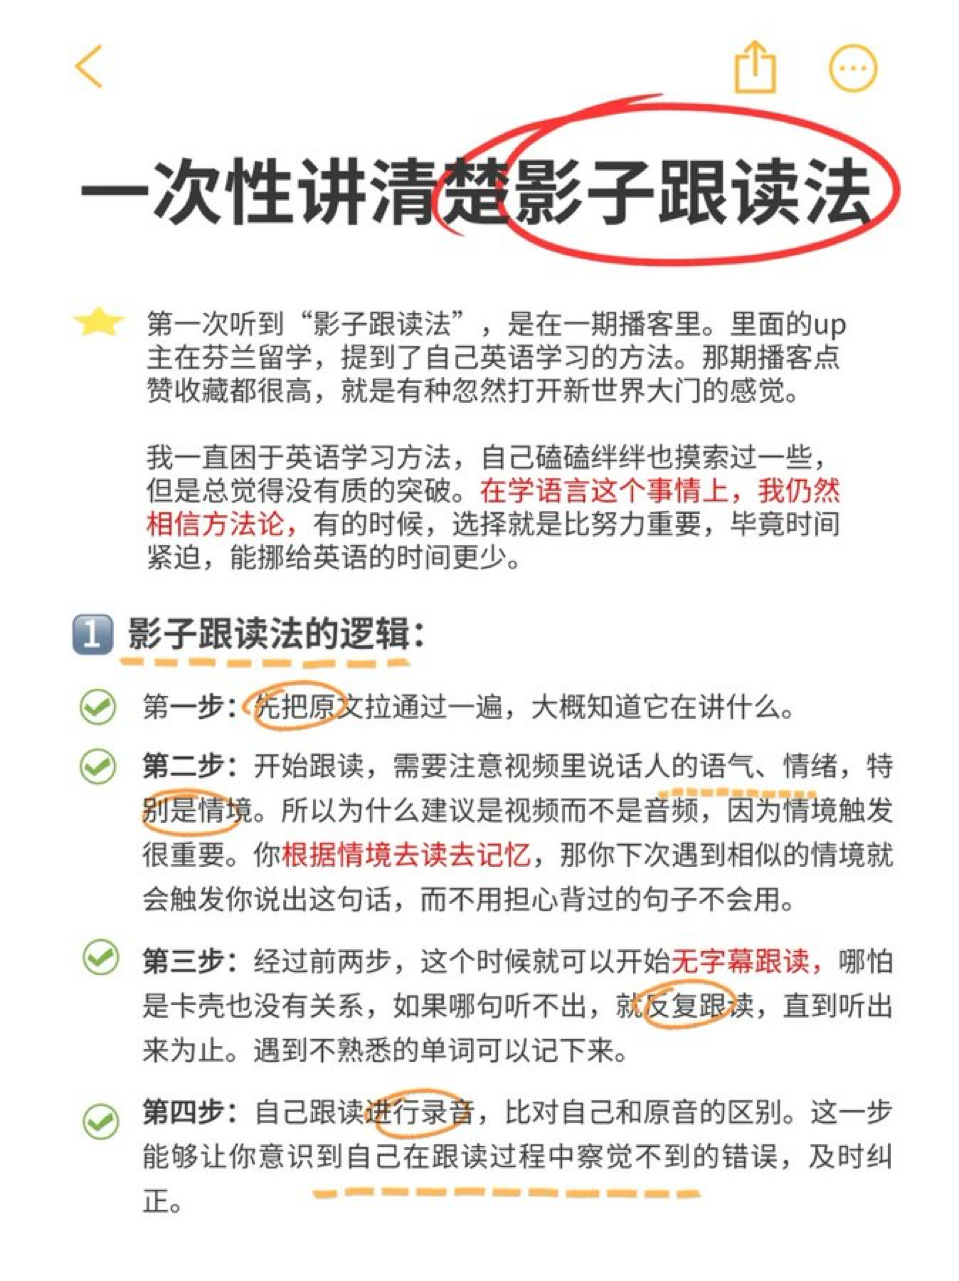 一次性讲清楚影子跟读法
第一次听到“影子跟读法”，是在一期播客里。里面的up
主在芬兰留学，提到了自己英语学习的方法。那期播客点
赞收藏都很高，就是有种忽然打开新世界大门的感觉。
我一直困于英语学习方法，自己磕磕绊绊也摸索过一些，
但是总觉得没有质的突破。在学语言这个事情上，我仍然
相信方法论，有的时候，选择就是比努力重要，毕竟时间
紧迫，能挪给英语的时间更少。
1 影子跟读法的逻辑：
第一步：先把原文拉通过一遍，大概知道它在讲什么。
第二步：开始跟读，需要注意视频里说话人的语气、情绪，特
别是情境。所以为什么建议是视频而不是音频，因为情境触发
很重要。你根据情境去读去记忆，那你下次遇到相似的情境就
会触发你说出这句话，而不用担心背过的句子不会用。
第三步：经过前两步，这个时候就可以开始无字幕跟读，哪怕
是卡壳也没有关系，如果哪句听不出，就反复跟读，直到听出
来为止。遇到不熟悉的单词可以记下来。
第四步：自己跟读进行录音，比对自己和原音的区别。这一步
能够让你意识到自己在跟读过程中察觉不到的错误，及时纠
正。